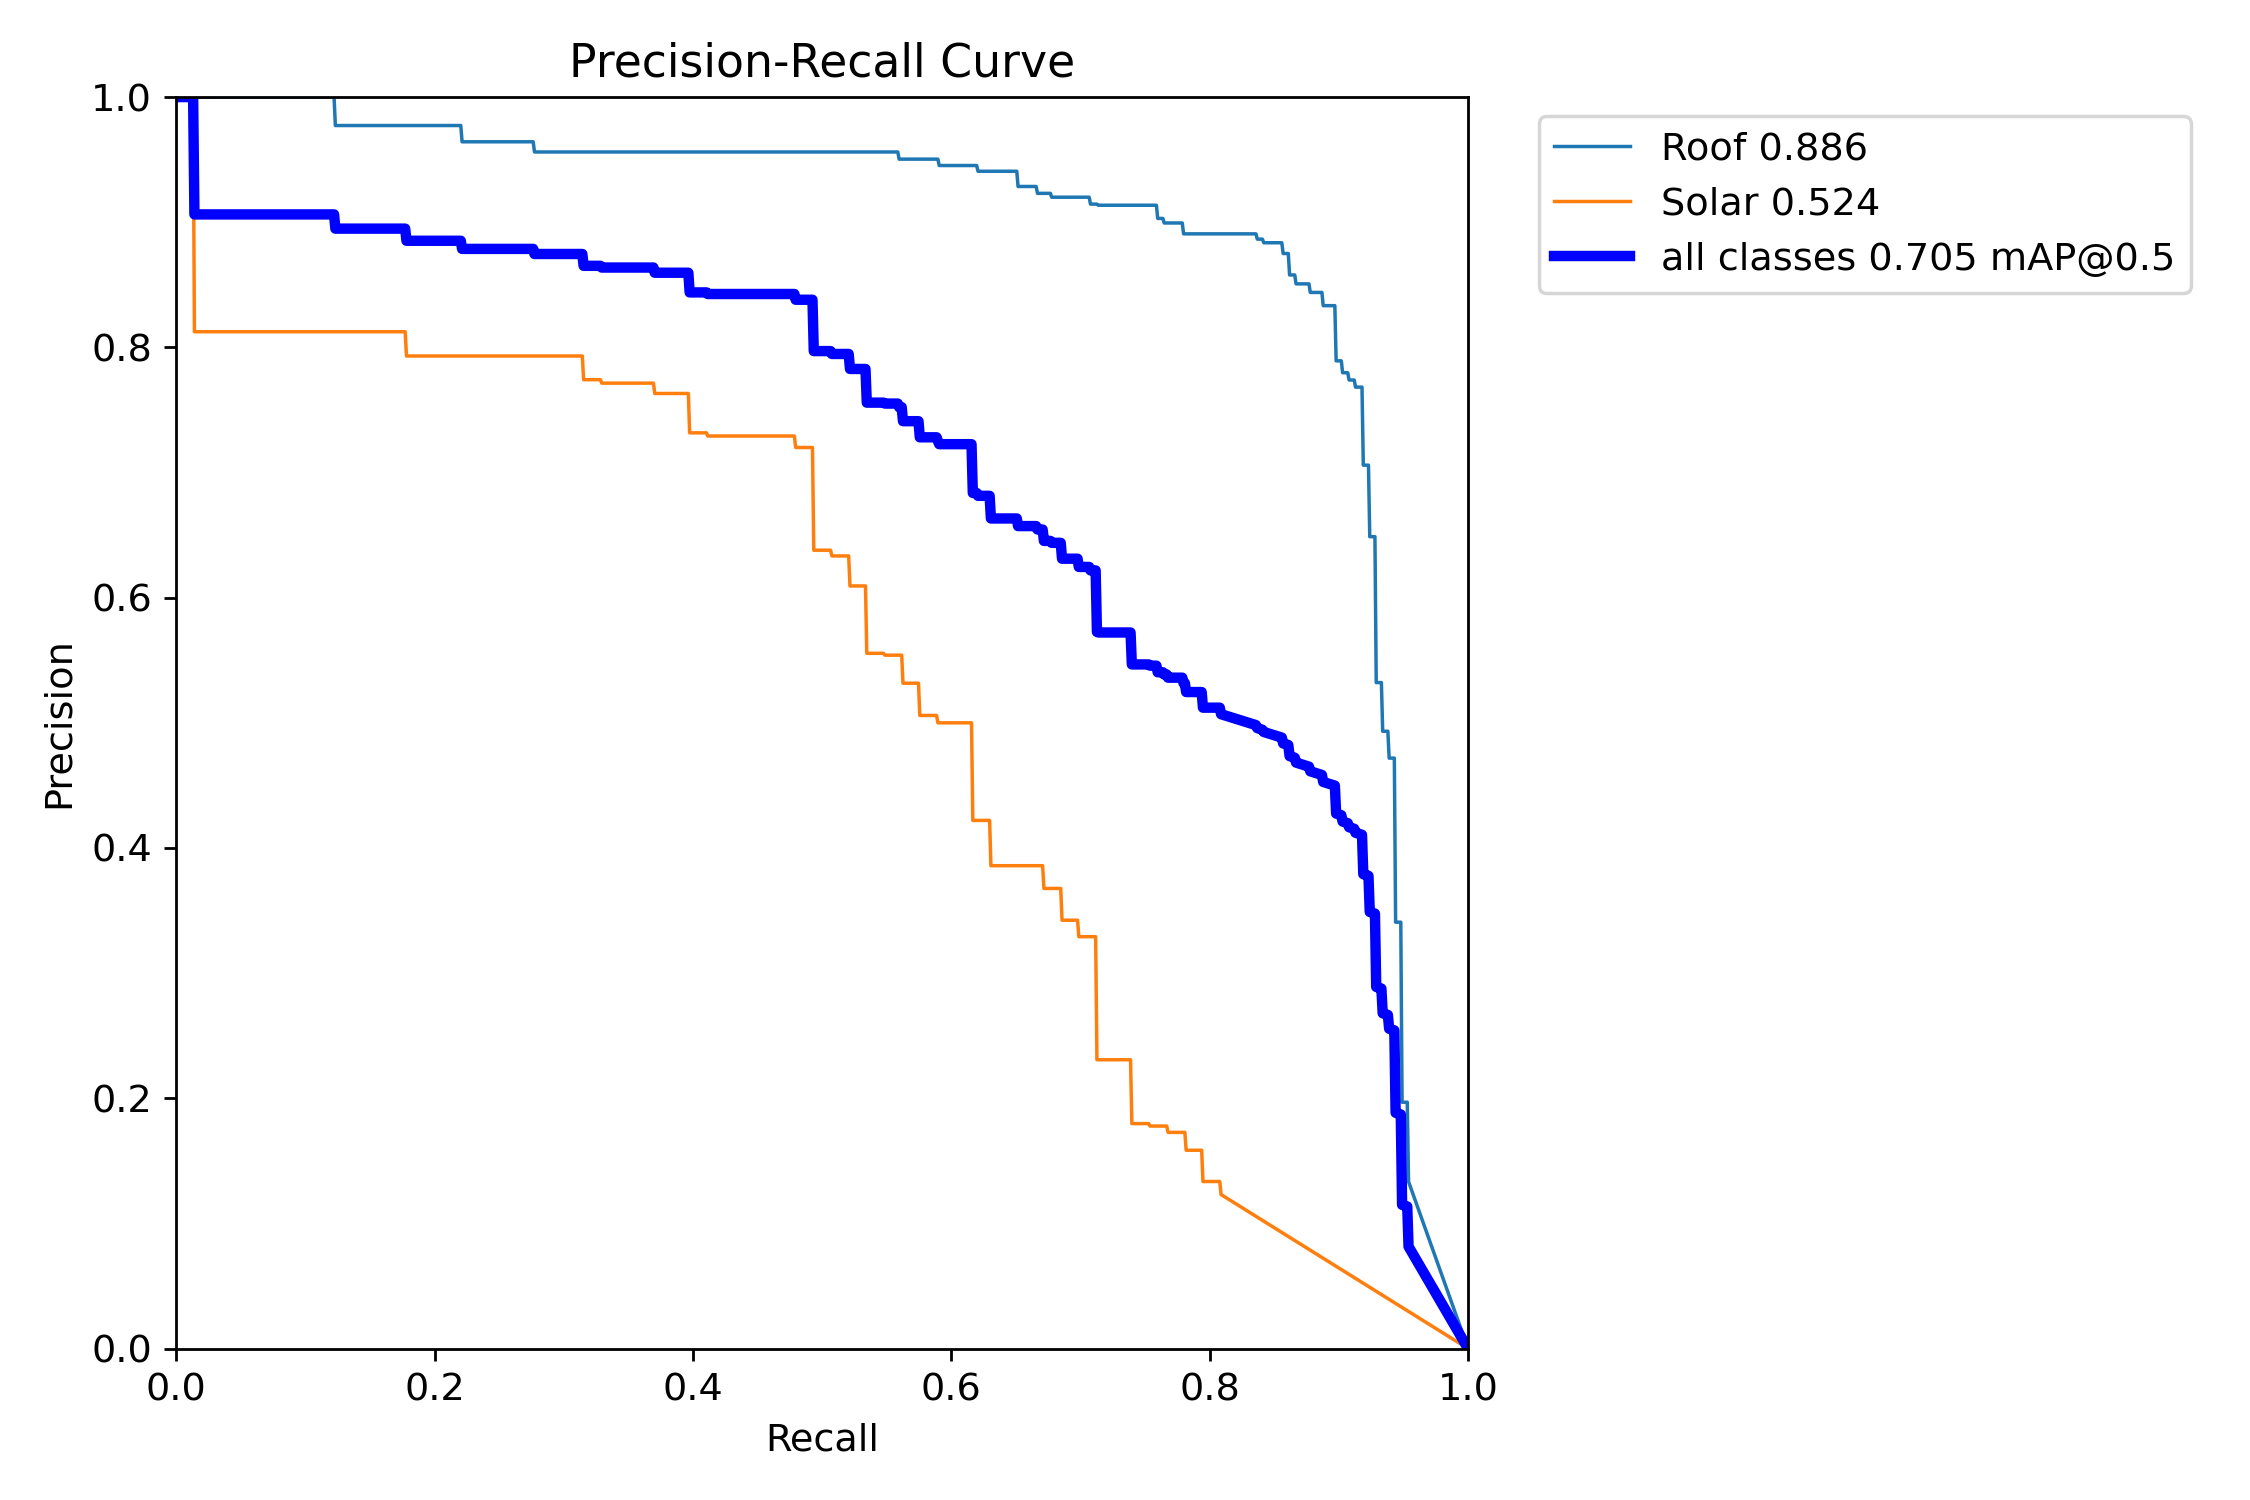 Precision-Recall Curve
Roof 0.886
Solar 0.524
all classes 0.705 mAP@0.5
Precision
1.0
0.8
0.6
0.4
0.2
0.0
0.0 0.2 0.4 0.6 0.8 1.0
Recall